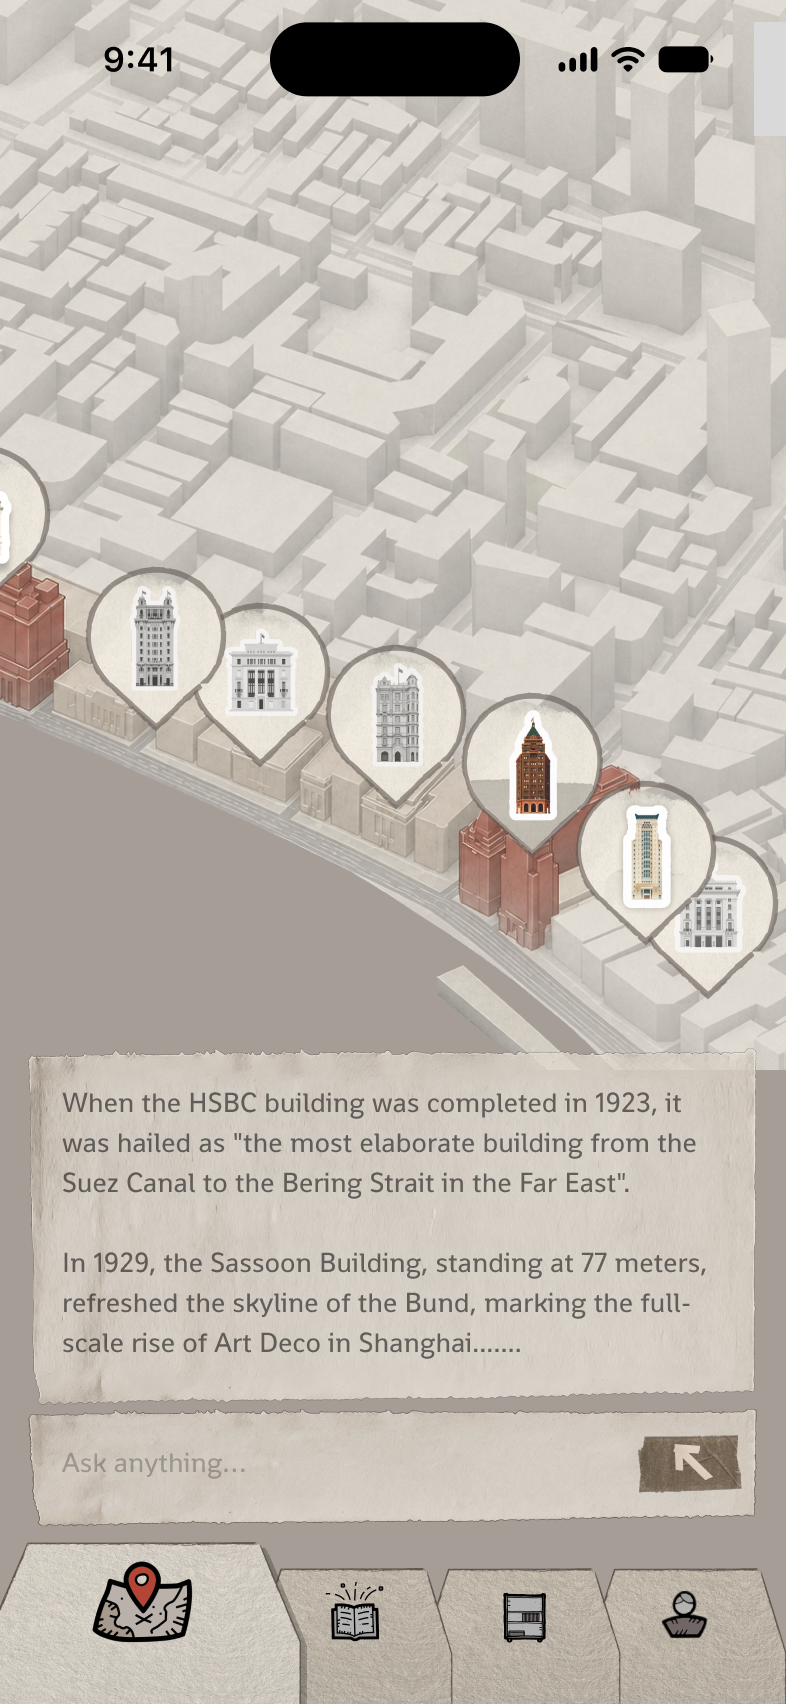 9:41
When the HSBC building was completed in 1923, it
was hailed as "the most elaborate building from the
Suez Canal to the Bering Strait in the Far East".
In 1929, the Sassoon Building, standing at 77 meters,
refreshed the skyline of the Bund, marking the full-
scale rise of Art Deco in Shanghai.......
Ask anything...